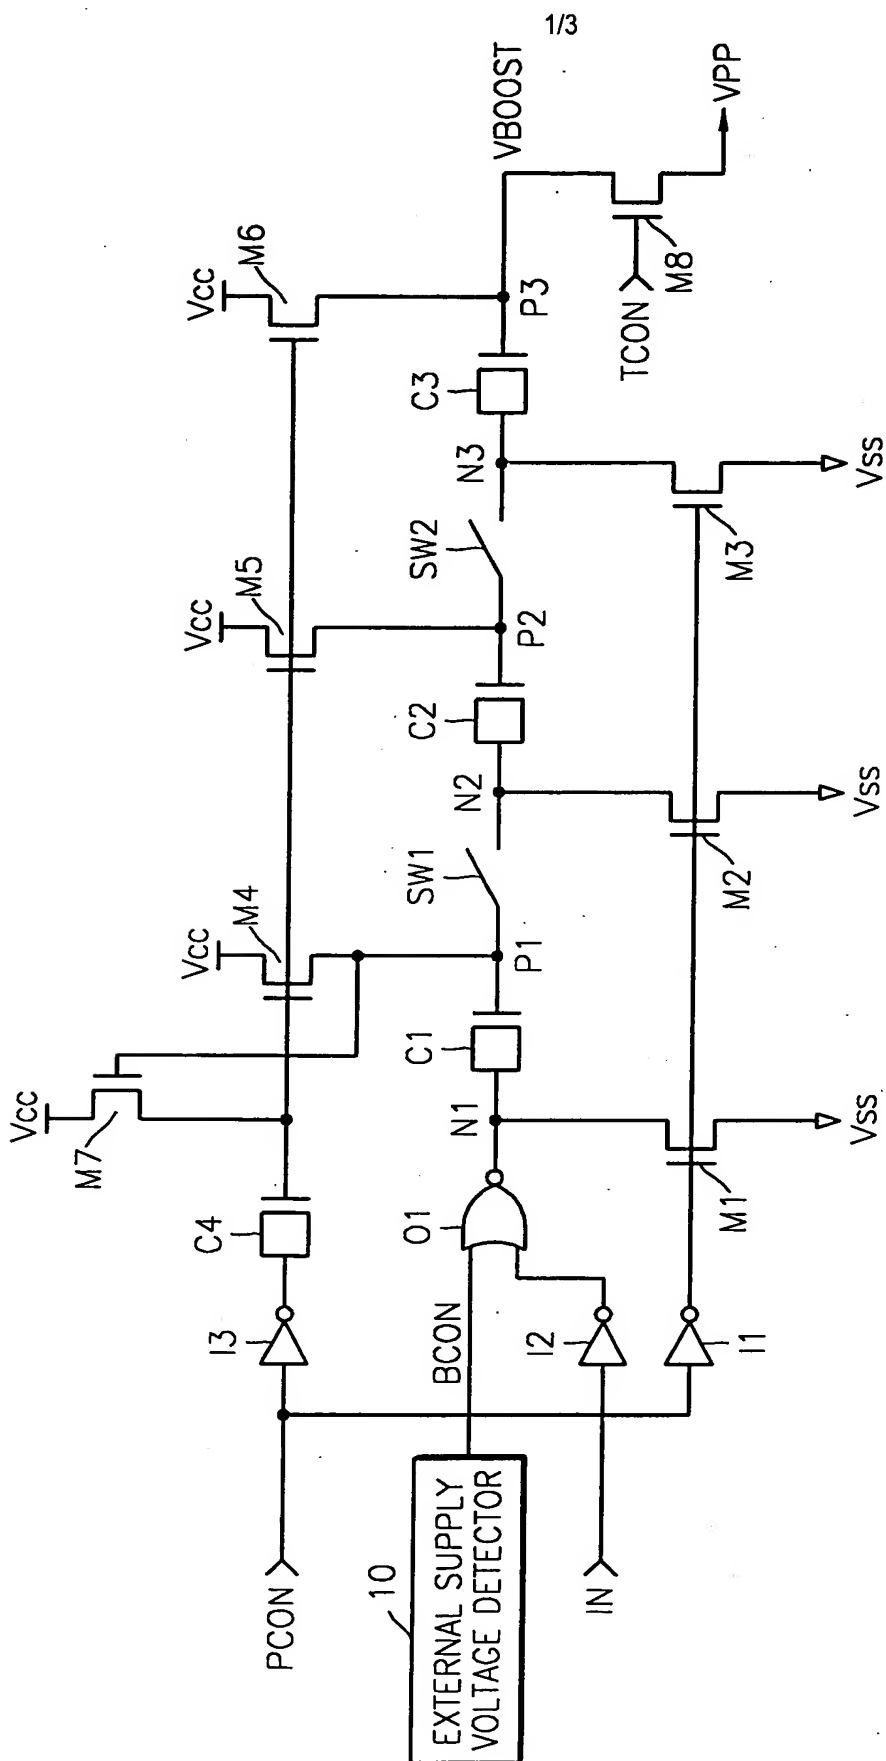 1/3
Vcc
M7
Vcc
M4
Vcc
M5
Vcc
M6
PCON
I3
C4
10
EXTERNAL SUPPLY
VOLTAGE DETECTOR
BCON
O1
N1
C1
P1
SW1
N2
C2
P2
SW2
N3
C3
P3
VBOOST
IN
I2
I1
M1
Vss
M2
Vss
M3
Vss
TCON
M8
VPP